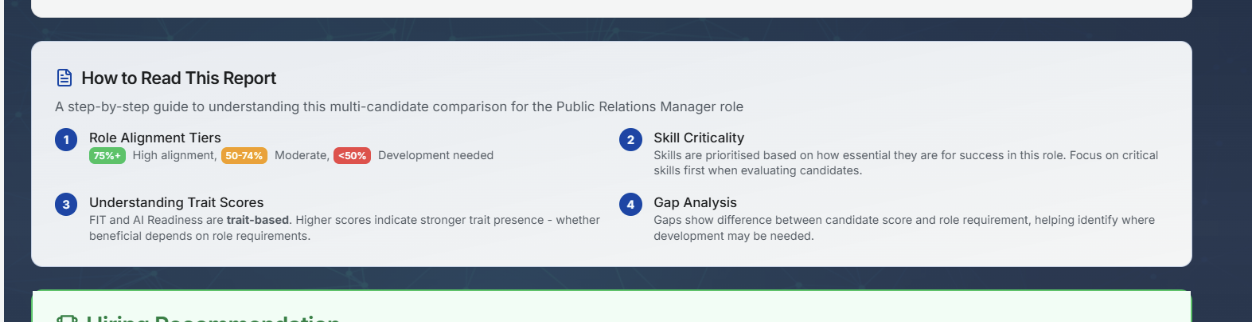 How to Read This Report
A step-by-step guide to understanding this multi-candidate comparison for the Public Relations Manager role
1 Role Alignment Tiers
75%+ High alignment, 50-74% Moderate, <50% Development needed
2 Skill Criticality
Skills are prioritised based on how essential they are for success in this role. Focus on critical
skills first when evaluating candidates.
3 Understanding Trait Scores
FIT and AI Readiness are trait-based. Higher scores indicate stronger trait presence - whether
beneficial depends on role requirements.
4 Gap Analysis
Gaps show difference between candidate score and role requirement, helping identify where
development may be needed.
Hiring Recommendation